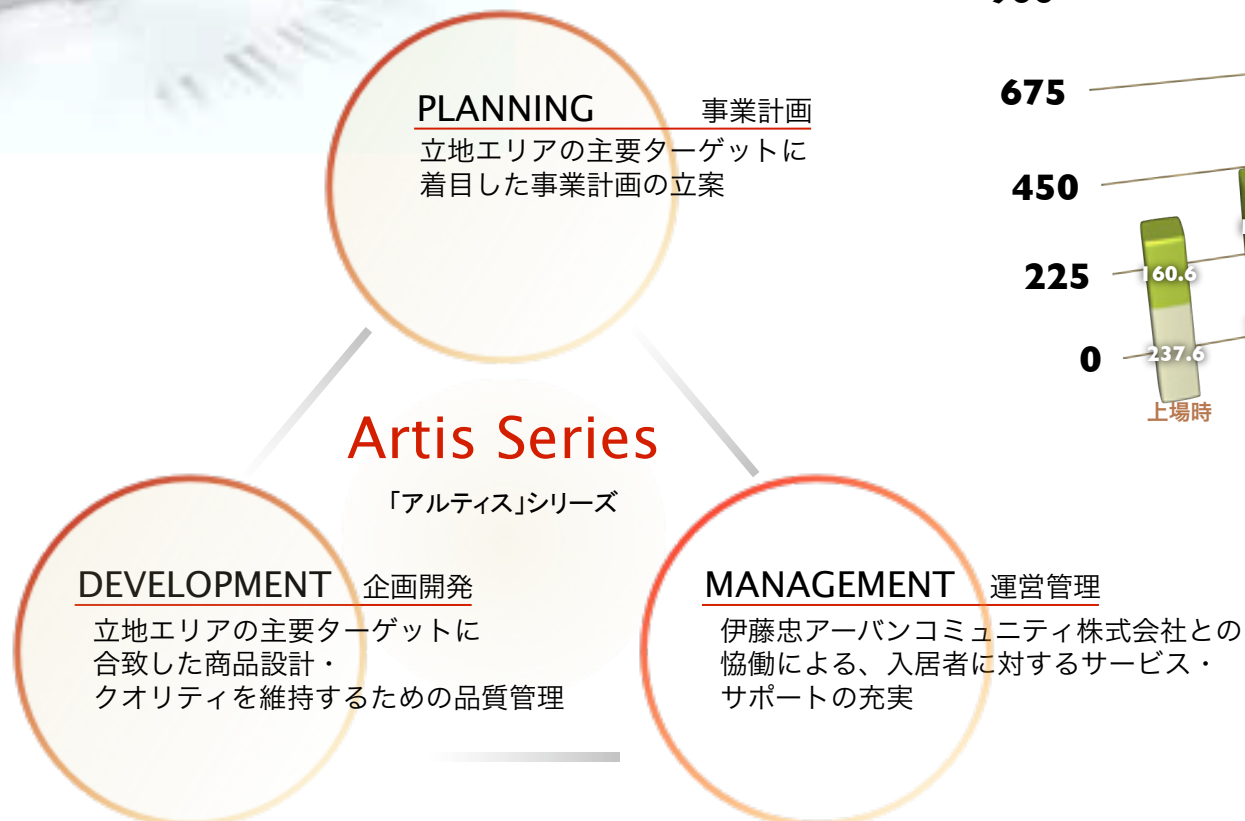 PLANNING 事業計画
立地エリアの主要ターゲットに
着目した事業計画の立案
Artis Series
「アルティス」シリーズ
DEVELOPMENT 企画開発
立地エリアの主要ターゲットに
合致した商品設計・
クオリティを維持するための品質管理
MANAGEMENT 運営管理
伊藤忠アーバンコミュニティ株式会社との
恊働による、入居者に対するサービス・
サポートの充実
675
450
225
0
160.6
237.6
上場時